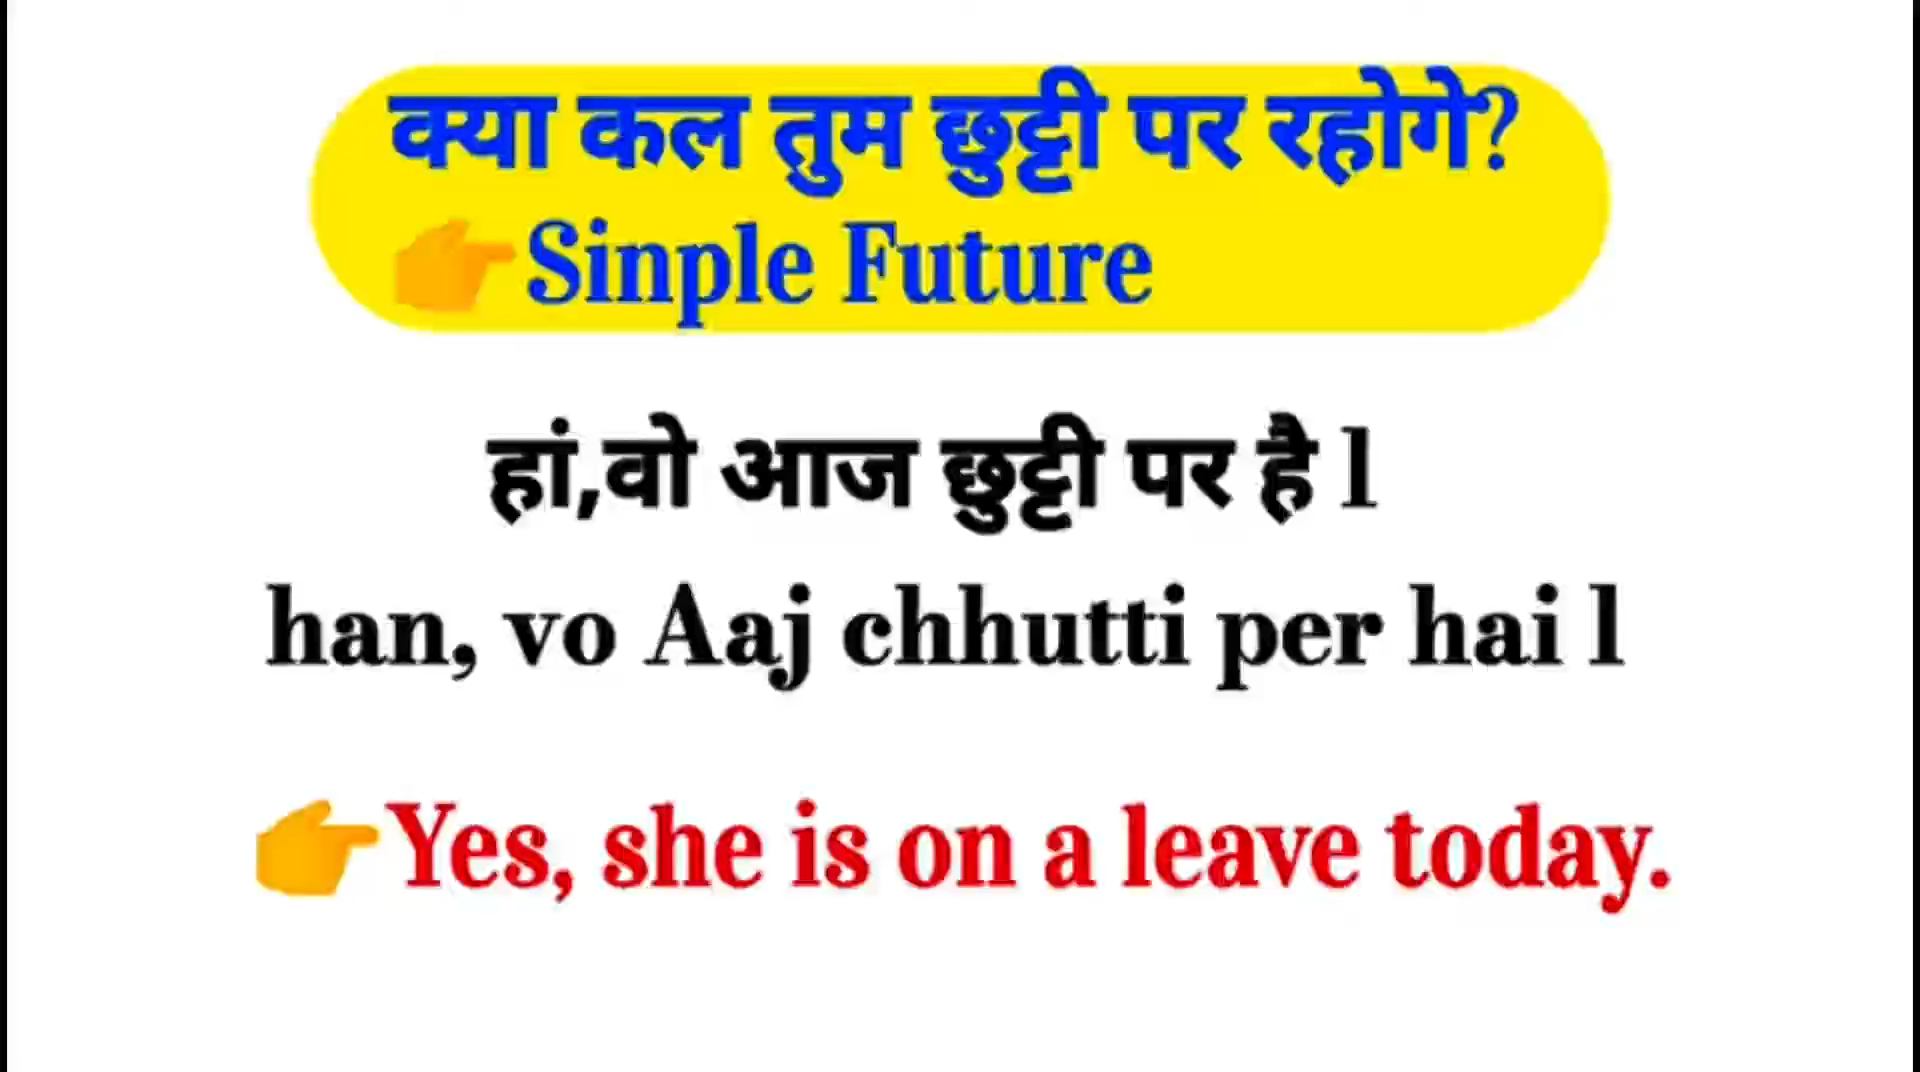 क्या कल तुम छुट्टी पर रहोगे?
👉Sinple Future
हां,वो आज छुट्टी पर है l
han, vo Aaj chhutti per hai l
👉Yes, she is on a leave today.